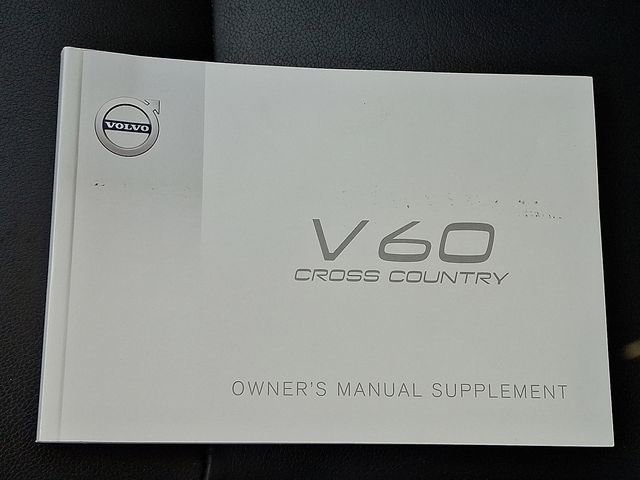 VOLVO
V60
CROSS COUNTRY
OWNER'S MANUAL SUPPLEMENT